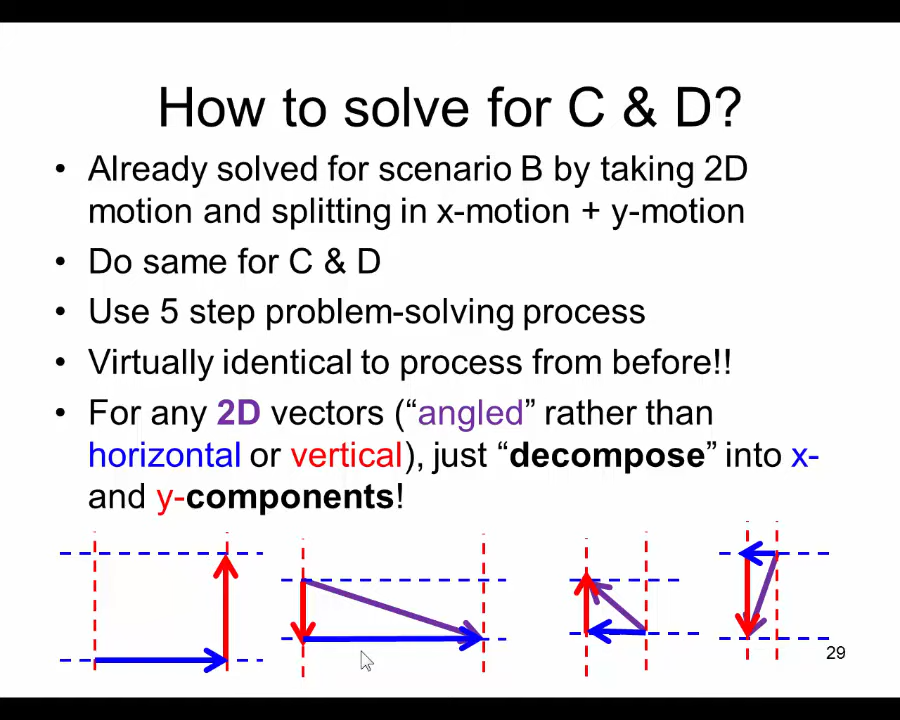 How to solve for C & D?
• Already solved for scenario B by taking 2D
motion and splitting in x-motion + y-motion
• Do same for C & D
• Use 5 step problem-solving process
• Virtually identical to process from before!!
• For any 2D vectors (“angled” rather than
horizontal or vertical), just “decompose” into x-
and y-components!
29